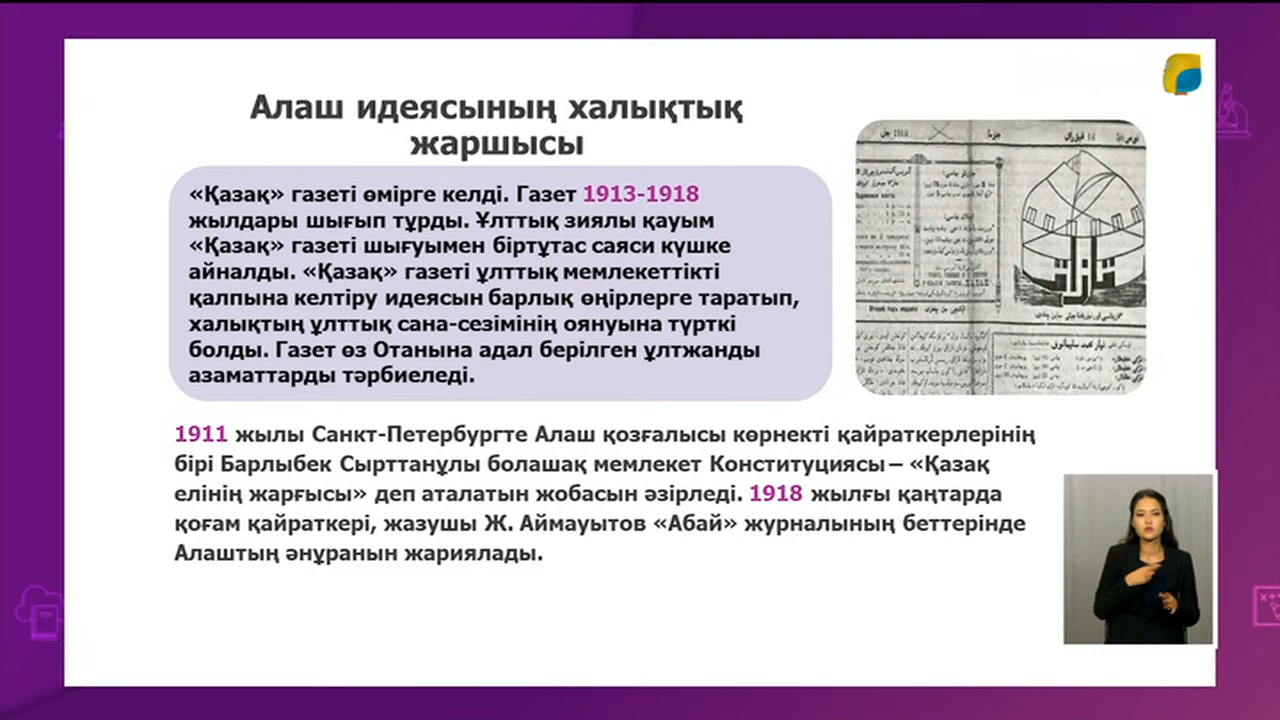 Алаш идеясының халықтық
жаршысы
«Қазақ» газеті өмірге келді. Газет 1913-1918
жылдары шығып тұрды. Ұлттық зиялы қауым
«Қазақ» газеті шығуымен біртұтас саяси күшке
айналды. «Қазақ» газеті ұлттық мемлекеттікті
қалпына келтіру идеясын барлық өңірлерге таратып,
халықтың ұлттық сана-сезімінің оянуына түрткі
болды. Газет өз Отанына адал берілген ұлтжанды
азаматтарды тәрбиеледі.
1911 жылы Санкт-Петербургте Алаш қозғалысы көрнекті қайраткерлерінің
бірі Барлыбек Сырттанұлы болашақ мемлекет Конституциясы – «Қазақ
елінің жарғысы» деп аталатын жобасын әзірледі. 1918 жылғы қаңтарда
қоғам қайраткері, жазушы Ж. Аймауытов «Абай» журналының беттерінде
Алаштың әнұранын жариялады.